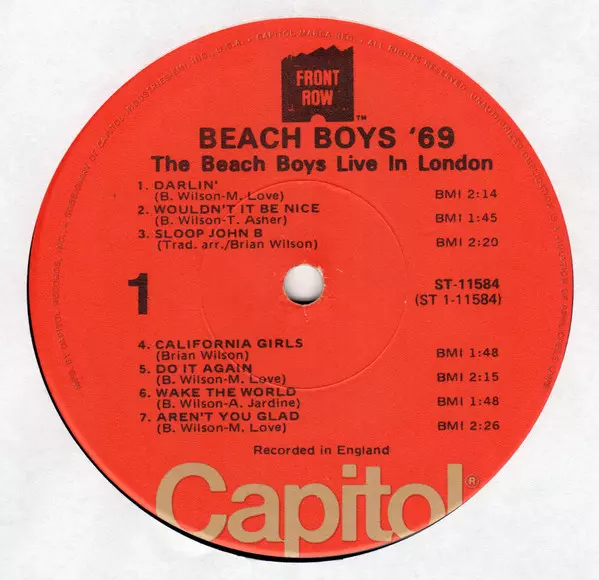 FRONT
ROW
™
BEACH BOYS '69
The Beach Boys Live In London
1. DARLIN'
(B. Wilson-M. Love) BMI 2:14
2. WOULDN'T IT BE NICE
(B. Wilson-T. Asher) BMI 1:45
3. SLOOP JOHN B
(Trad. arr./Brian Wilson) BMI 2:20
1
ST-11584
(ST 1-11584)
4. CALIFORNIA GIRLS
(Brian Wilson) BMI 1:48
5. DO IT AGAIN
(B. Wilson-M. Love) BMI 2:15
6. WAKE THE WORLD
(B. Wilson-A. Jardine) BMI 1:48
7. AREN'T YOU GLAD
(B. Wilson-M. Love) BMI 2:26
Recorded in England
Capitol®